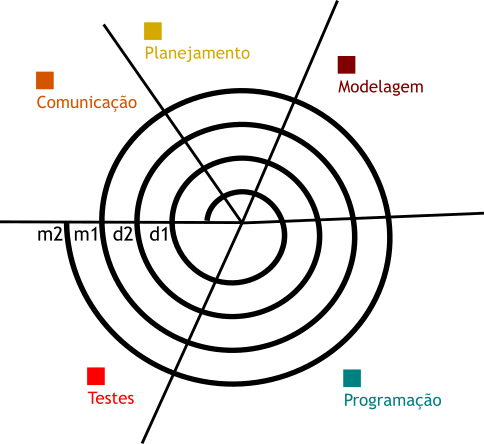 Planejamento
Modelagem
Comunicação
m2 m1 d2 d1
Testes
Programação